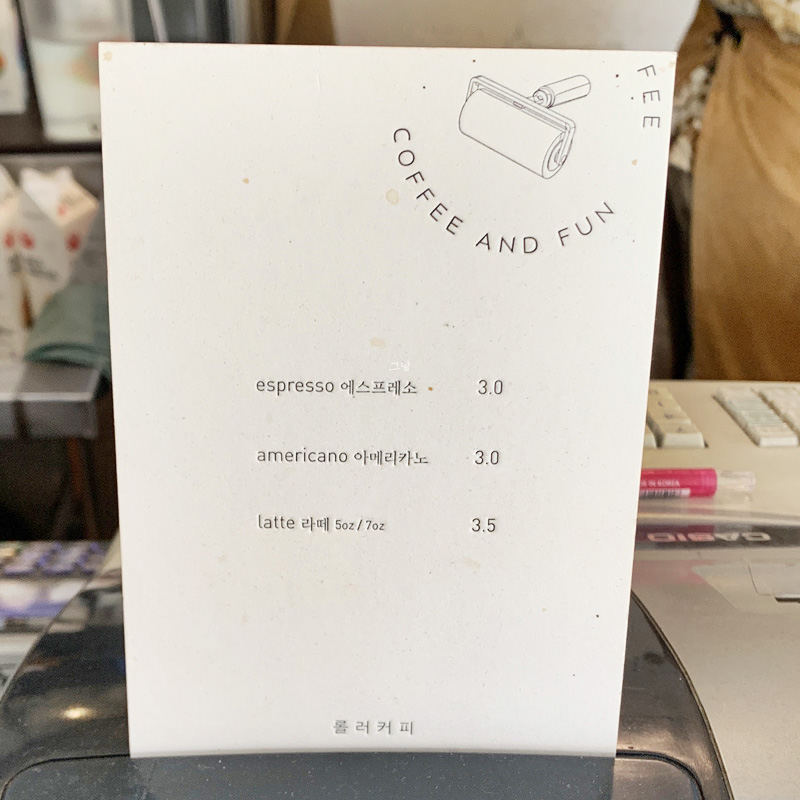 FEE
COFFEE AND FUN
그냥
espresso 에스프레소 3.0
americano 아메리카노 3.0
latte 라떼 5oz / 7oz 3.5
롤러커피
CASIO